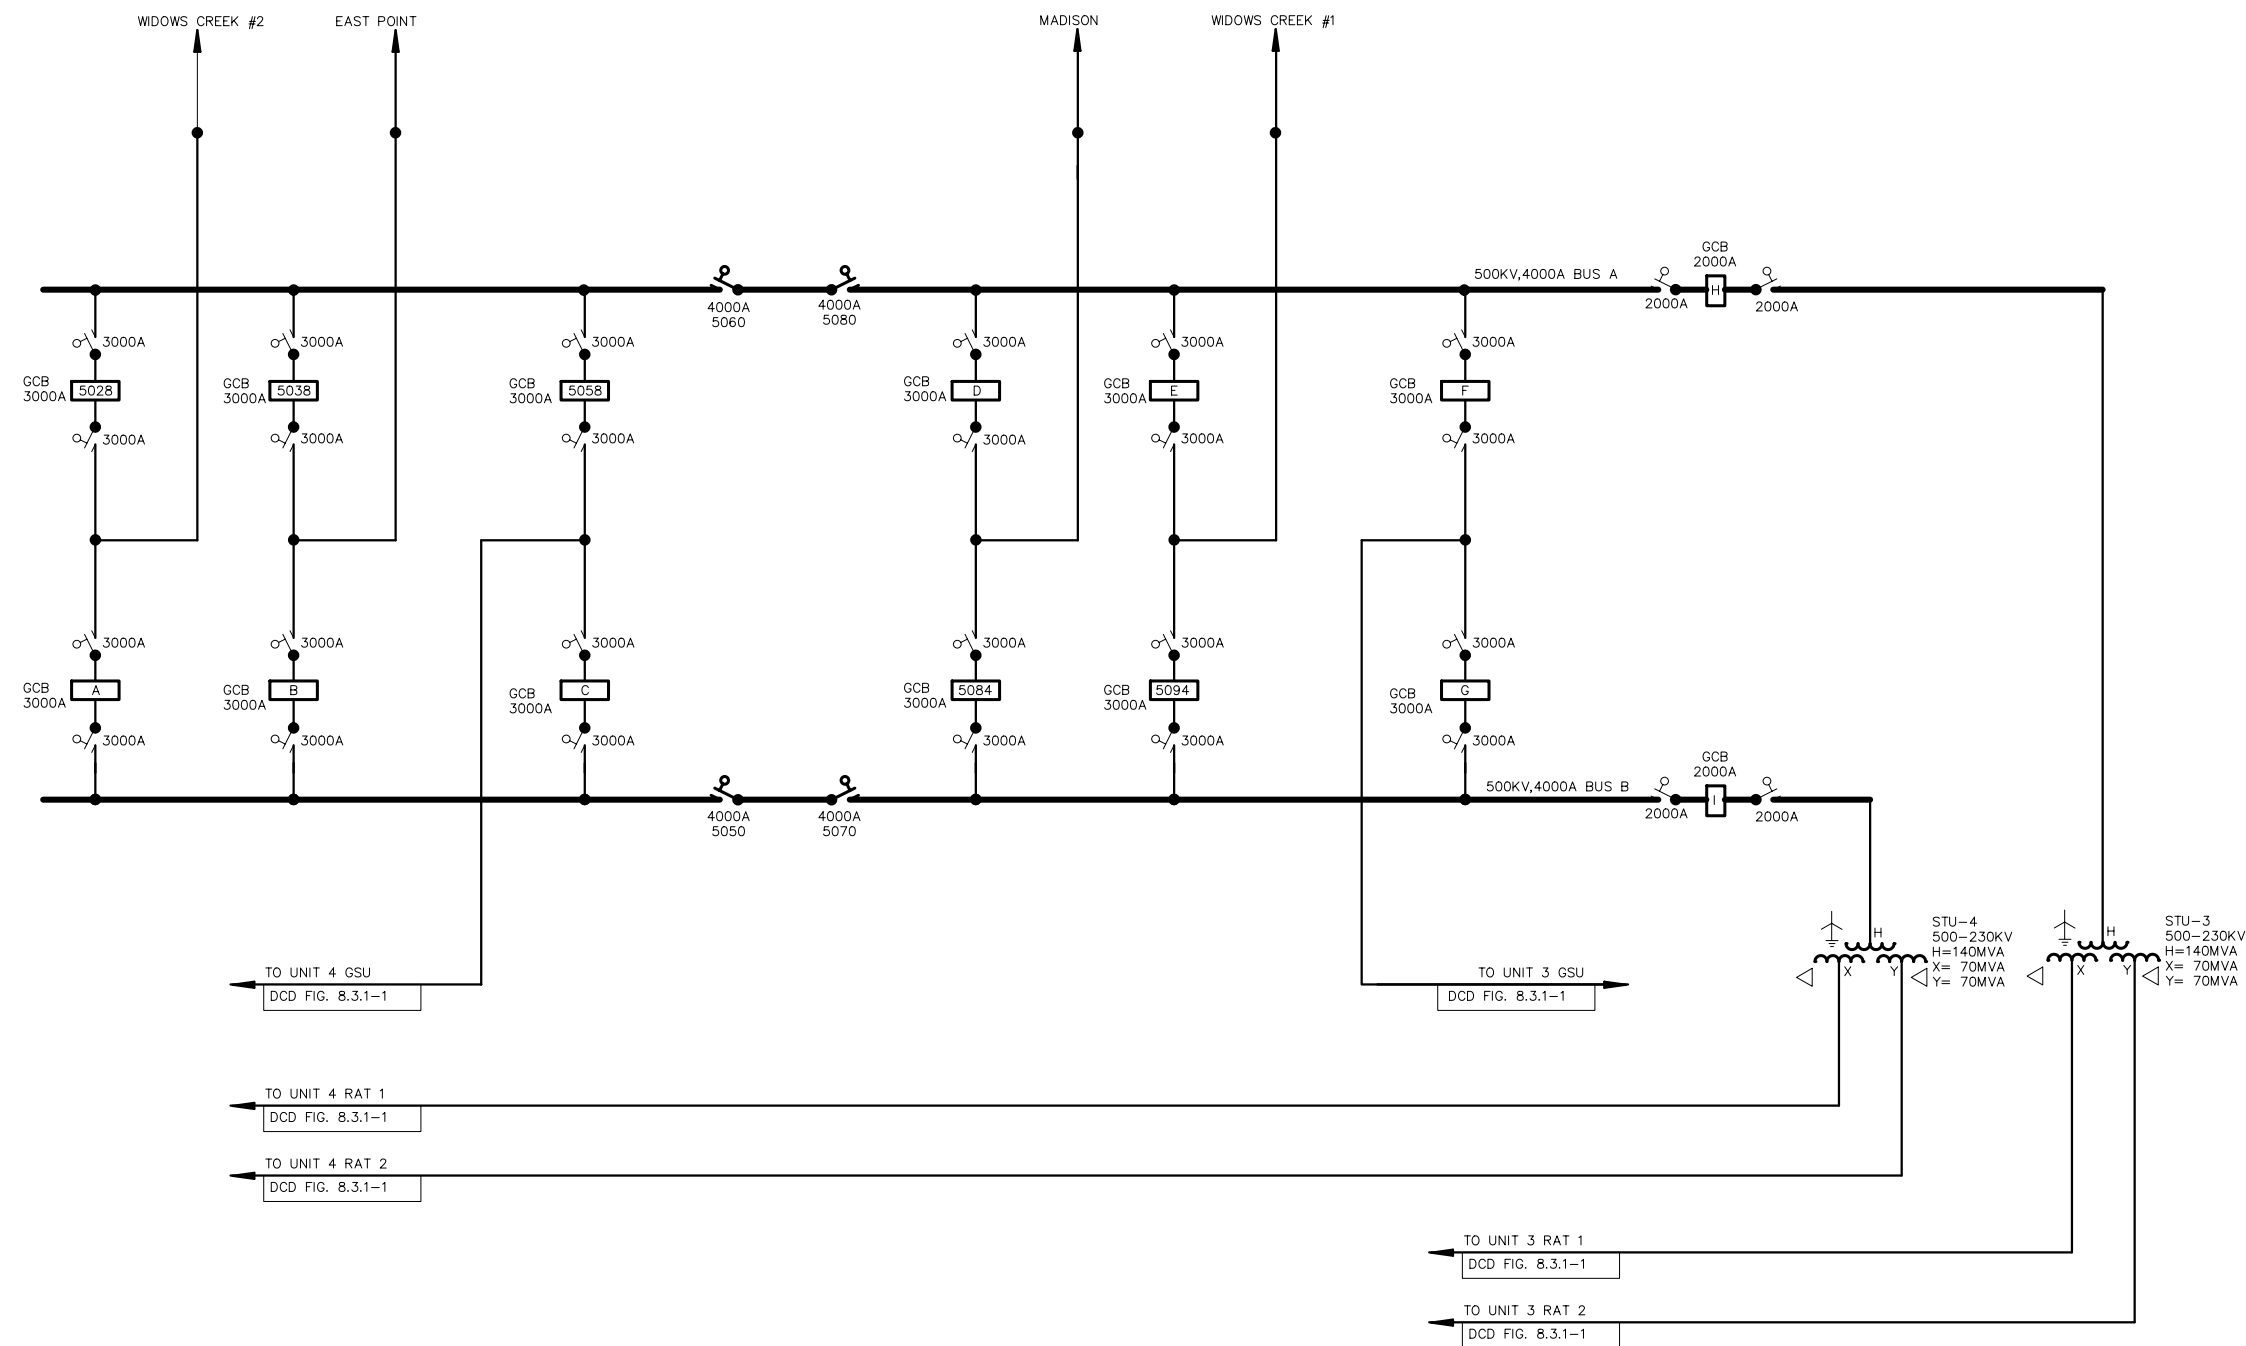 WIDOWS CREEK #2
EAST POINT
MADISON
WIDOWS CREEK #1
GCB
2000A
500KV,4000A BUS A
H
2000A
2000A
4000A
5060
4000A
5080
3000A
3000A
3000A
3000A
3000A
3000A
GCB
3000A
5028
GCB
3000A
5038
GCB
3000A
5058
GCB
3000A
D
GCB
3000A
E
GCB
3000A
F
3000A
3000A
3000A
3000A
3000A
3000A
3000A
3000A
3000A
3000A
3000A
3000A
GCB
3000A
A
GCB
3000A
B
GCB
3000A
C
GCB
3000A
5084
GCB
3000A
5094
GCB
3000A
G
3000A
3000A
3000A
3000A
3000A
3000A
GCB
2000A
500KV,4000A BUS B
I
2000A
2000A
4000A
5050
4000A
5070
H
X
Y
STU-4
500-230KV
H=140MVA
X= 70MVA
Y= 70MVA
H
X
Y
STU-3
500-230KV
H=140MVA
X= 70MVA
Y= 70MVA
TO UNIT 4 GSU
DCD FIG. 8.3.1-1
TO UNIT 3 GSU
DCD FIG. 8.3.1-1
TO UNIT 4 RAT 1
DCD FIG. 8.3.1-1
TO UNIT 4 RAT 2
DCD FIG. 8.3.1-1
TO UNIT 3 RAT 1
DCD FIG. 8.3.1-1
TO UNIT 3 RAT 2
DCD FIG. 8.3.1-1